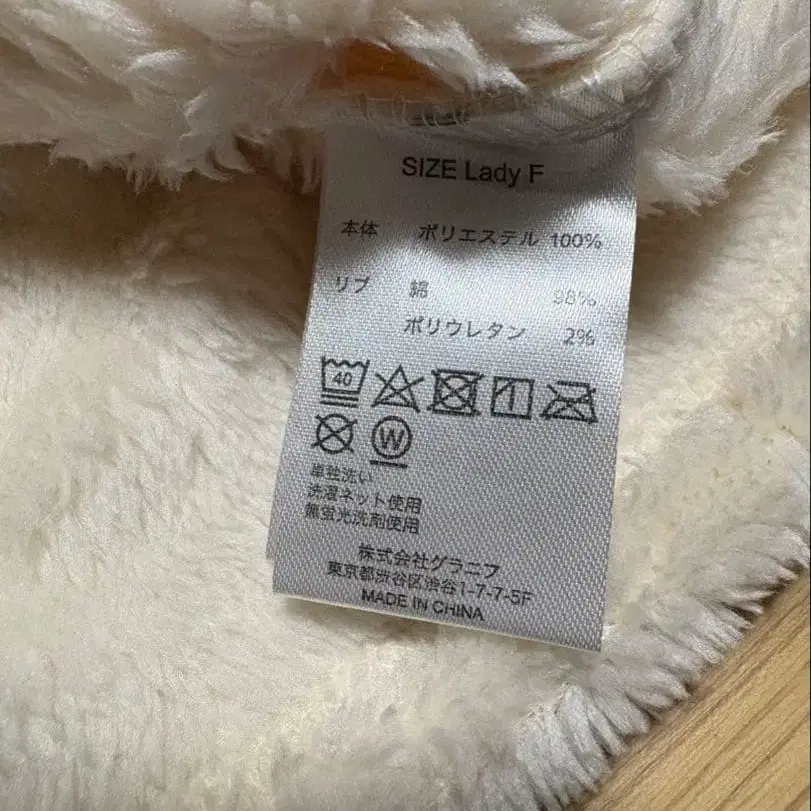 SIZE Lady F
本体 ポリエステル 100%
リブ 綿 98%
ポリウレタン 2%
40
W
単独洗い
洗濯ネット使用
無蛍光洗剤使用
株式会社グラニフ
東京都渋谷区渋谷1-7-7-5F
MADE IN CHINA